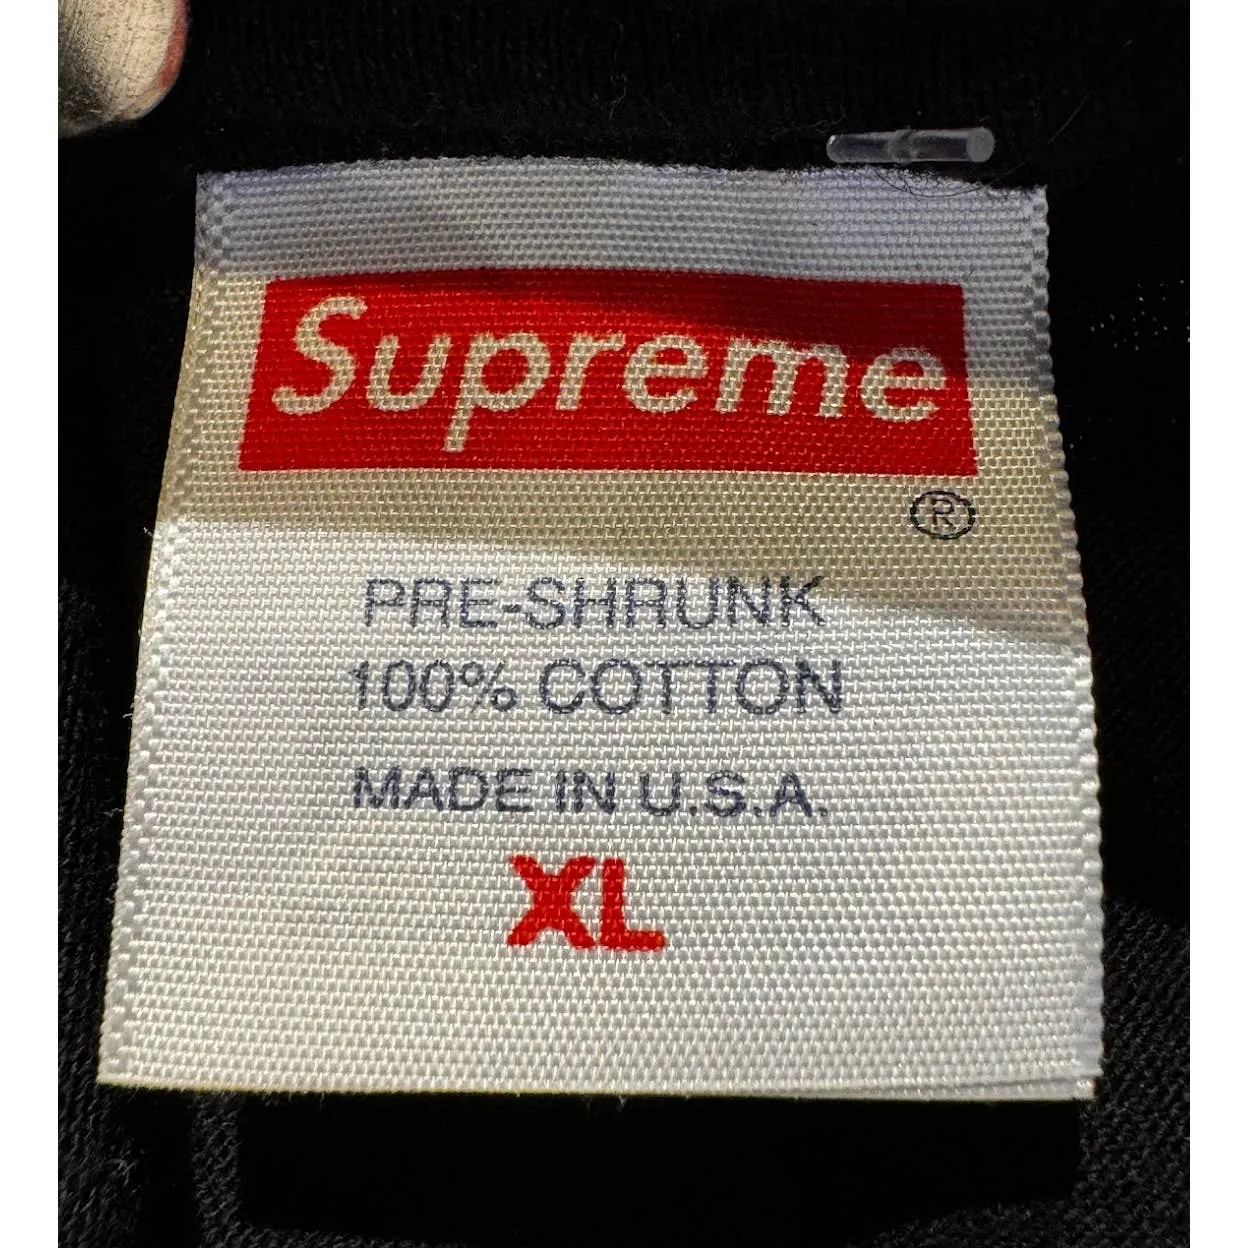 Supreme
®
PRE-SHRUNK
100% COTTON
MADE IN U.S.A.
XL